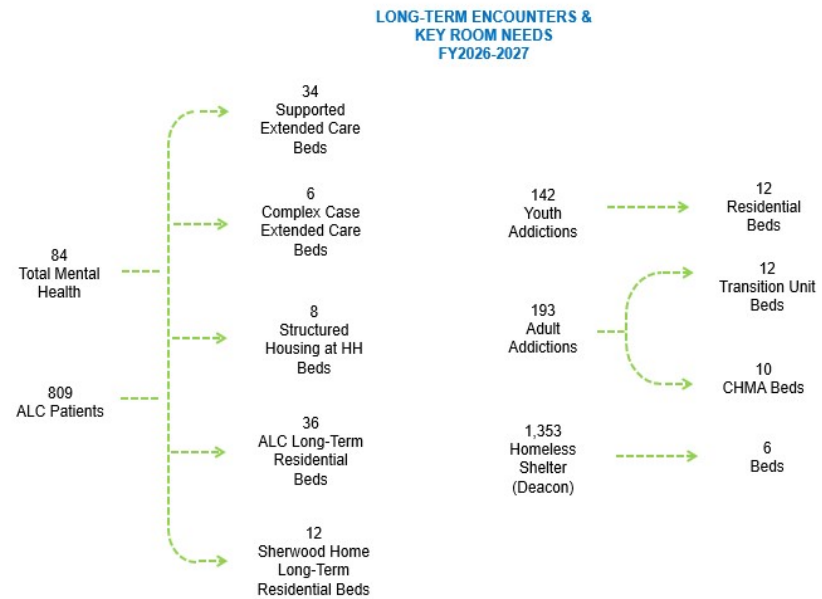 LONG-TERM ENCOUNTERS &
KEY ROOM NEEDS
FY2026-2027
84
Total Mental
Health
809
ALC Patients
34
Supported
Extended Care
Beds
6
Complex Case
Extended Care
Beds
8
Structured
Housing at HH
Beds
36
ALC Long-Term
Residential
Beds
12
Sherwood Home
Long-Term
Residential Beds
142
Youth
Addictions
12
Residential
Beds
193
Adult
Addictions
12
Transition Unit
Beds
10
CHMA Beds
1,353
Homeless
Shelter
(Deacon)
6
Beds